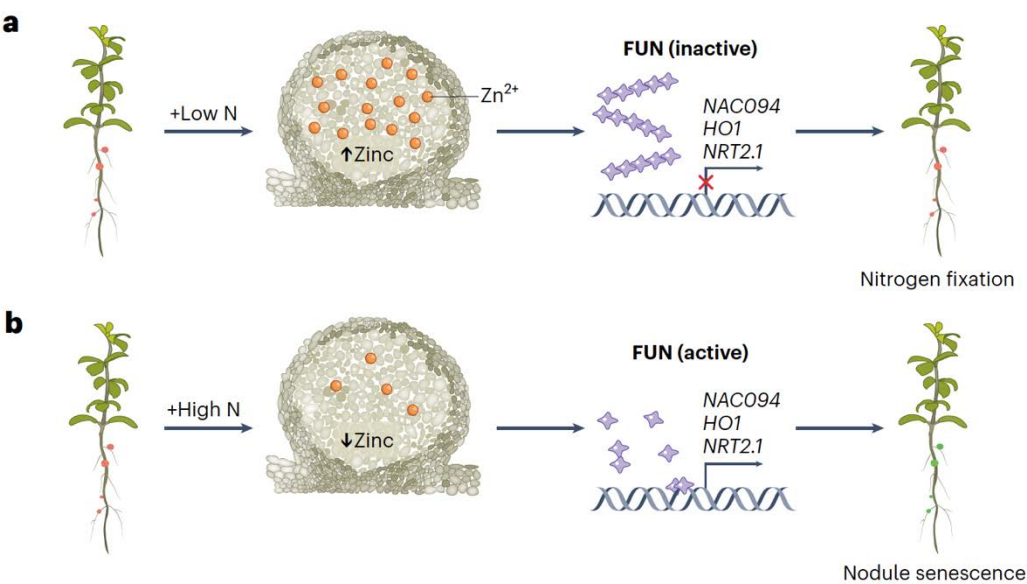 a
+Low N
Zn²⁺
↑Zinc
FUN (inactive)
NAC094
HO1
NRT2.1
Nitrogen fixation
b
+High N
↓Zinc
FUN (active)
NAC094
HO1
NRT2.1
Nodule senescence